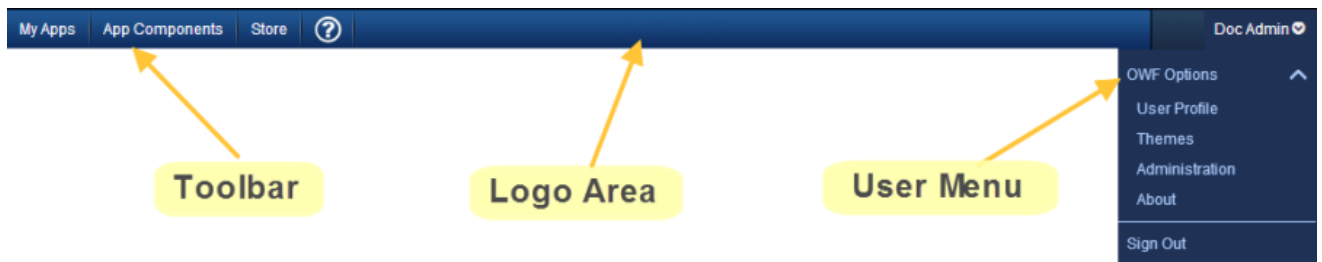 My Apps App Components Store ? Doc Admin
OWF Options
User Profile
Themes
Administration
About
Sign Out
Toolbar
Logo Area
User Menu